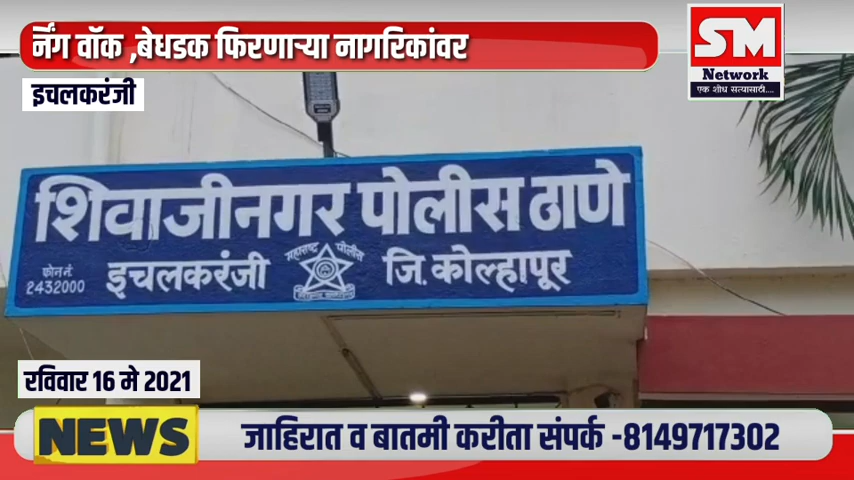 र्नींग वॉक ,बेधडक फिरणाऱ्या नागरिकांवर
SM
Network
एक शोध सत्यासाटी....
इचलकरंजी
शिवाजीनगर पोलीस ठाणे
फोन नं.
2432000
इचलकरंजी
महाराष्ट्र पोलीस
जि. कोल्हापूर
रविवार 16 मे 2021
NEWS
जाहिरात व बातमी करीता संपर्क -8149717302